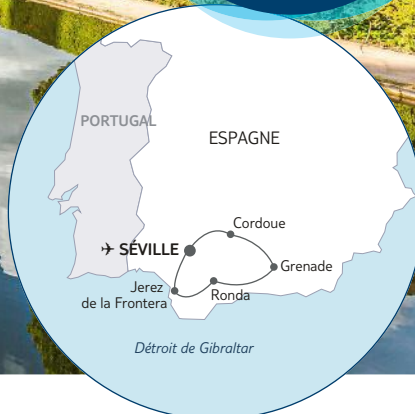 PORTUGAL
ESPAGNE
Cordoue
✈ SÉVILLE
Grenade
Jerez
de la Frontera
Ronda
Détroit de Gibraltar